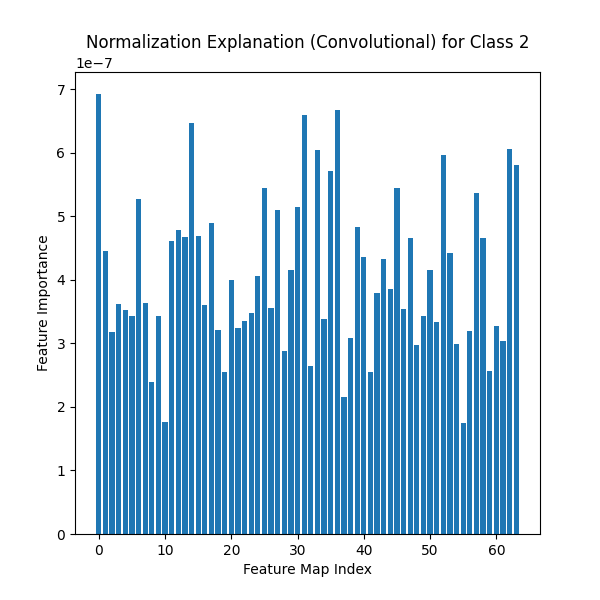 Normalization Explanation (Convolutional) for Class 2
1e−7
7
6
5
4
3
2
1
0
Feature Importance
0 10 20 30 40 50 60
Feature Map Index